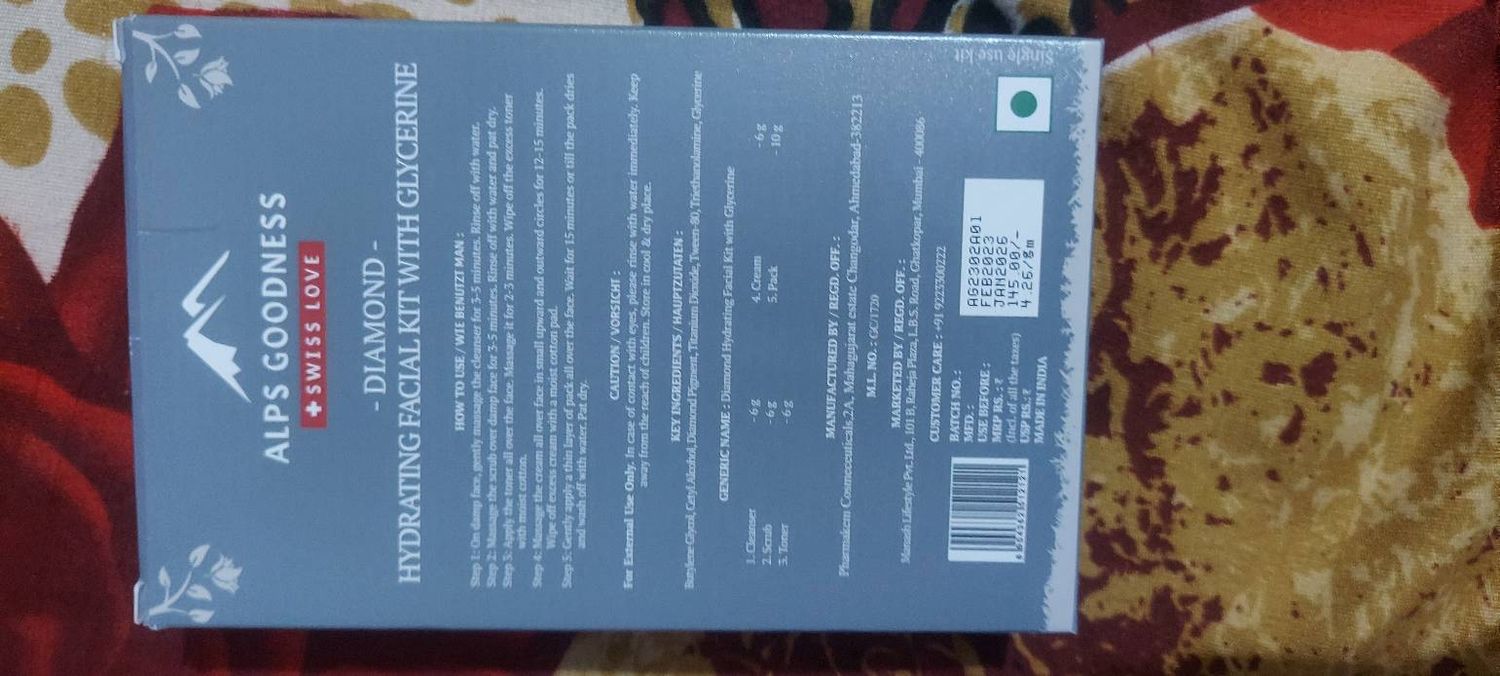 ALPS GOODNESS
SWISS LOVE
- DIAMOND -
HYDRATING FACIAL KIT WITH GLYCERINE
HOW TO USE / WIE BENUTZT MAN :
Step 1: On damp face, gently massage the cleanser for 3-5 minutes. Rinse off with water.
Step 2: Massage the scrub over damp face for 3-5 minutes. Rinse off with water and pat dry.
Step 3: Apply the toner all over the face. Massage it for 2-3 minutes. Wipe off the excess toner
with moist cotton.
Step 4: Massage the cream all over face in small upward and outward circles for 12-15 minutes.
Wipe off excess cream with a moist cotton pad.
Step 5: Gently apply a thin layer of pack all over the face. Wait for 15 minutes or till the pack dries
and wash off with water. Pat dry.
CAUTION / VORSICHT :
For External Use Only. In case of contact with eyes, please rinse with water immediately. Keep
away from the reach of children. Store in cool & dry place.
KEY INGREDIENTS / HAUPTZUTATEN :
Butylene Glycol, Cetyl Alcohol, Diamond Pigment, Titanium Dioxide, Tween-80, Triethanolamine, Glycerine
GENERIC NAME : Diamond Hydrating Facial Kit with Glycerine
1. Cleanser - 6 g 4. Cream - 6 g
2. Scrub - 6 g 5. Pack - 10 g
3. Toner - 6 g
MANUFACTURED BY / REGD. OFF. :
Pharmakem Cosmeceuticals,2A, Mahagujarat estate Changodar, Ahmedabad-382213
M.L. NO. : GC/1720
MARKETED BY / REGD. OFF. :
Manash Lifestyle Pvt. Ltd., 101 B, Raheja Plaza, L.B.S. Road, Ghatkopar, Mumbai - 400086
CUSTOMER CARE : +91 9223300222
BATCH NO. : AG2302A01
MFD. : FEB2023
USE BEFORE : JAN2026
MRP RS. : ₹ 145.00/-
(Incl. of all the taxes)
USP RS.: ₹ 4.26/gm
MADE IN INDIA
Single use kit